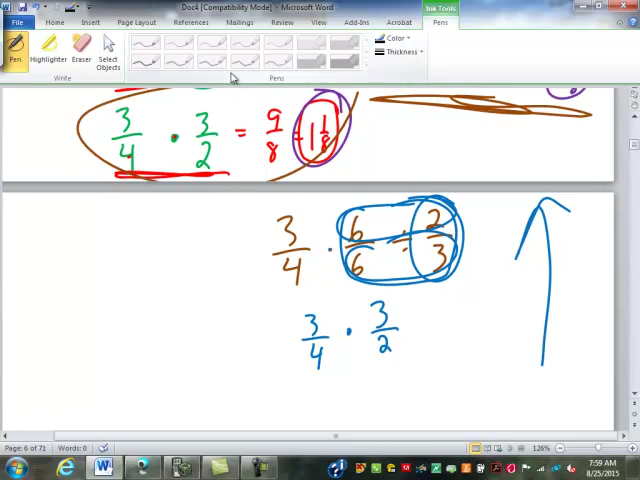 Doc4 [Compatibility Mode] - Microsoft Word
Ink Tools
File Home Insert Page Layout References Mailings Review View Add-Ins Acrobat Pens
Pen Highlighter Eraser Select Objects
Color
Thickness
Write Pens
3/4 · 3/2 = 9/8 = 1 1/8
3/4 · 6/6 ÷ 2/3
3/4 · 3/2
Page: 6 of 71 Words: 0 126%
7:59 AM
8/25/2015